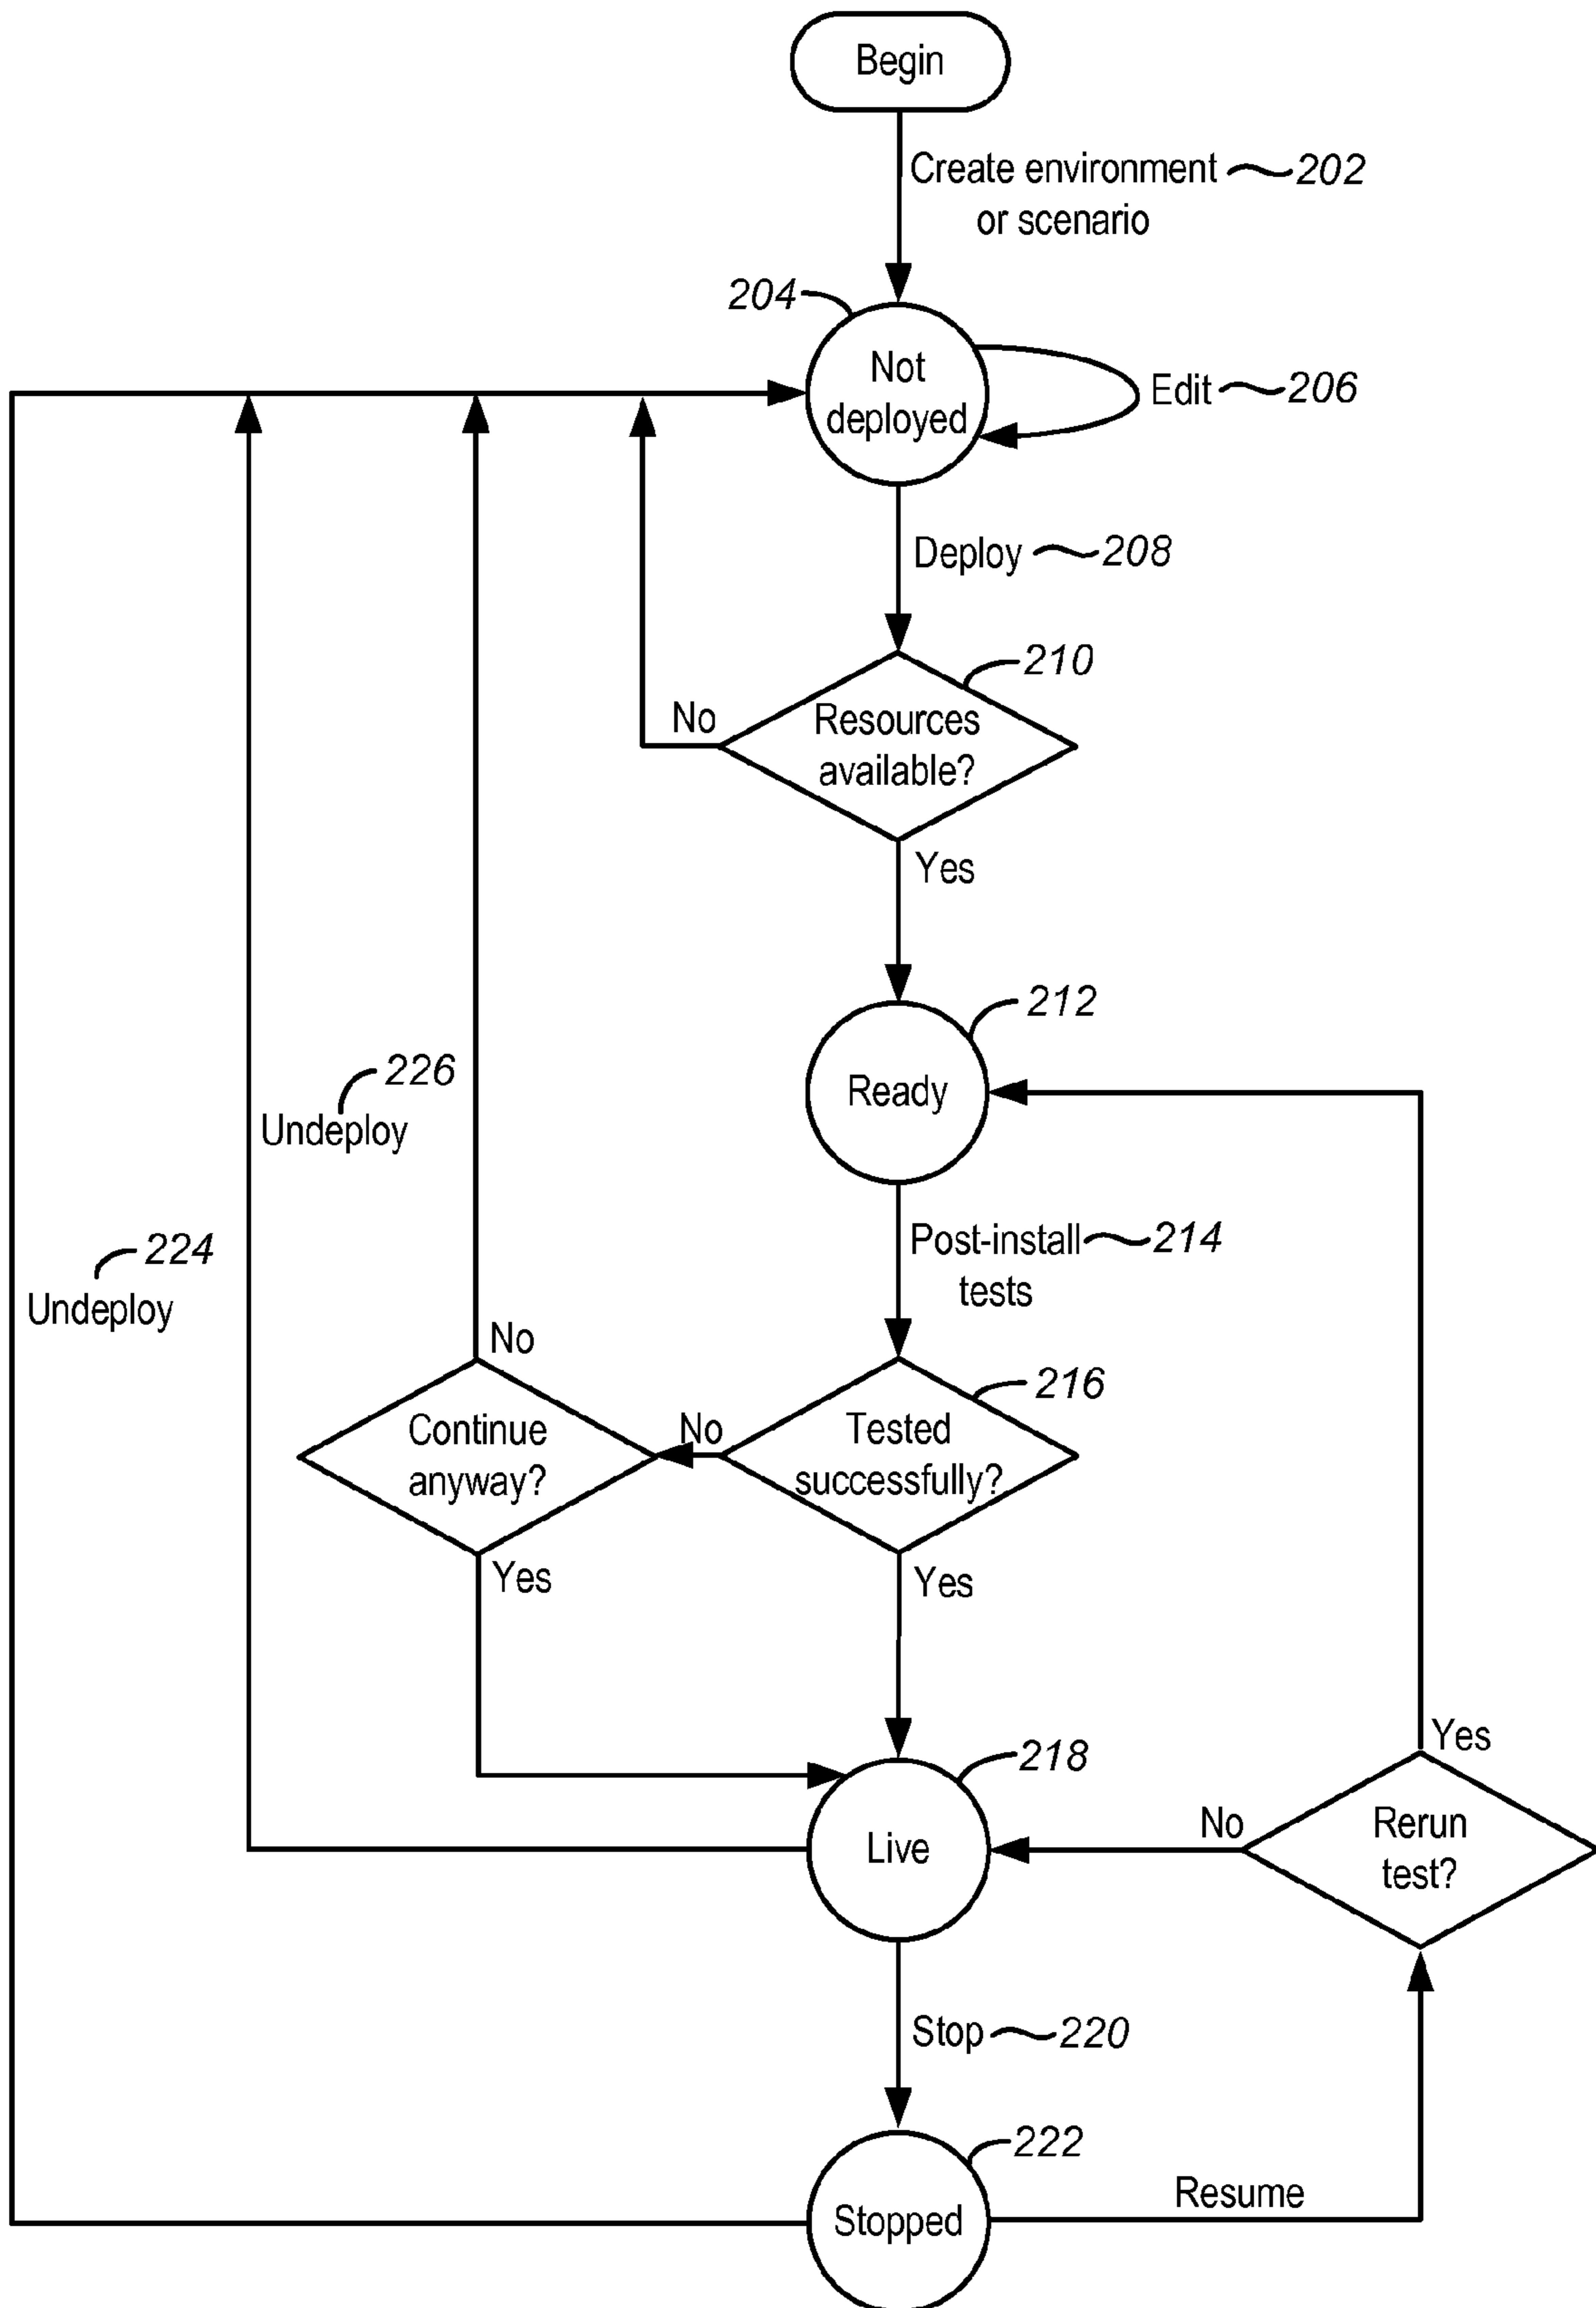 Begin
Create environment 202
or scenario
204
Not
deployed
Edit 206
Deploy 208
210
Resources
available?
No
Yes
212
Ready
226
Undeploy
Post-install 214
tests
224
Undeploy
No
216
Continue
anyway?
No
Tested
successfully?
Yes
Yes
218
Live
No
Yes
Rerun
test?
Stop 220
222
Stopped
Resume